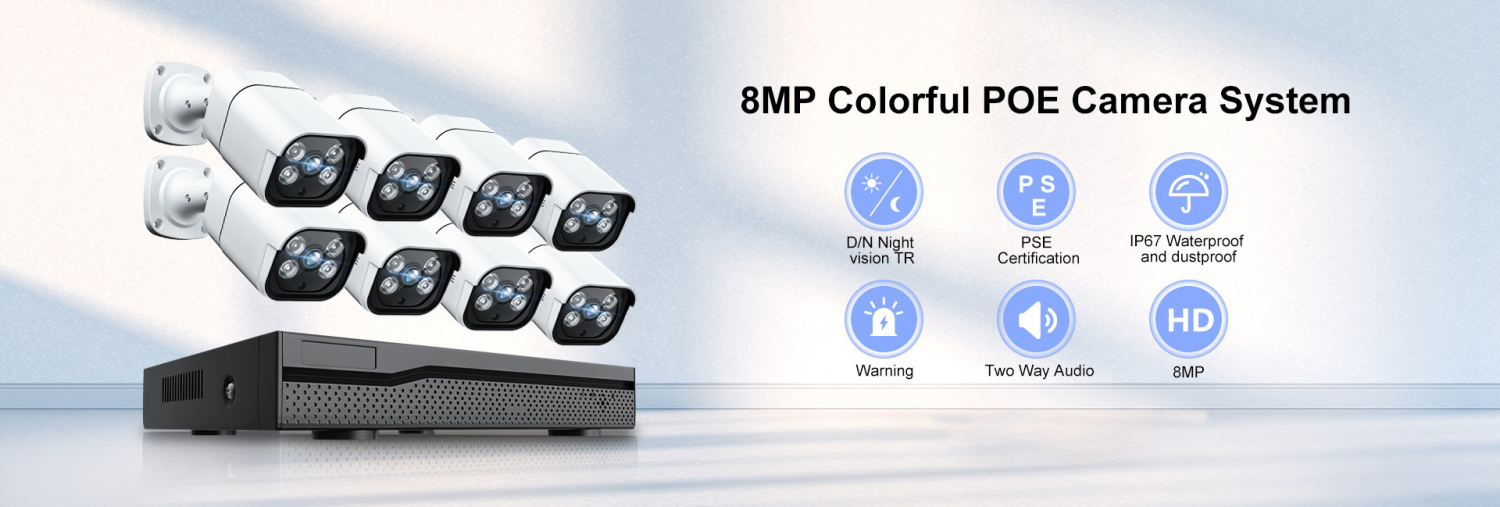 8MP Colorful POE Camera System
D/N Night
vision TR
P S
E
PSE
Certification
IP67 Waterproof
and dustproof
Warning
Two Way Audio
HD
8MP